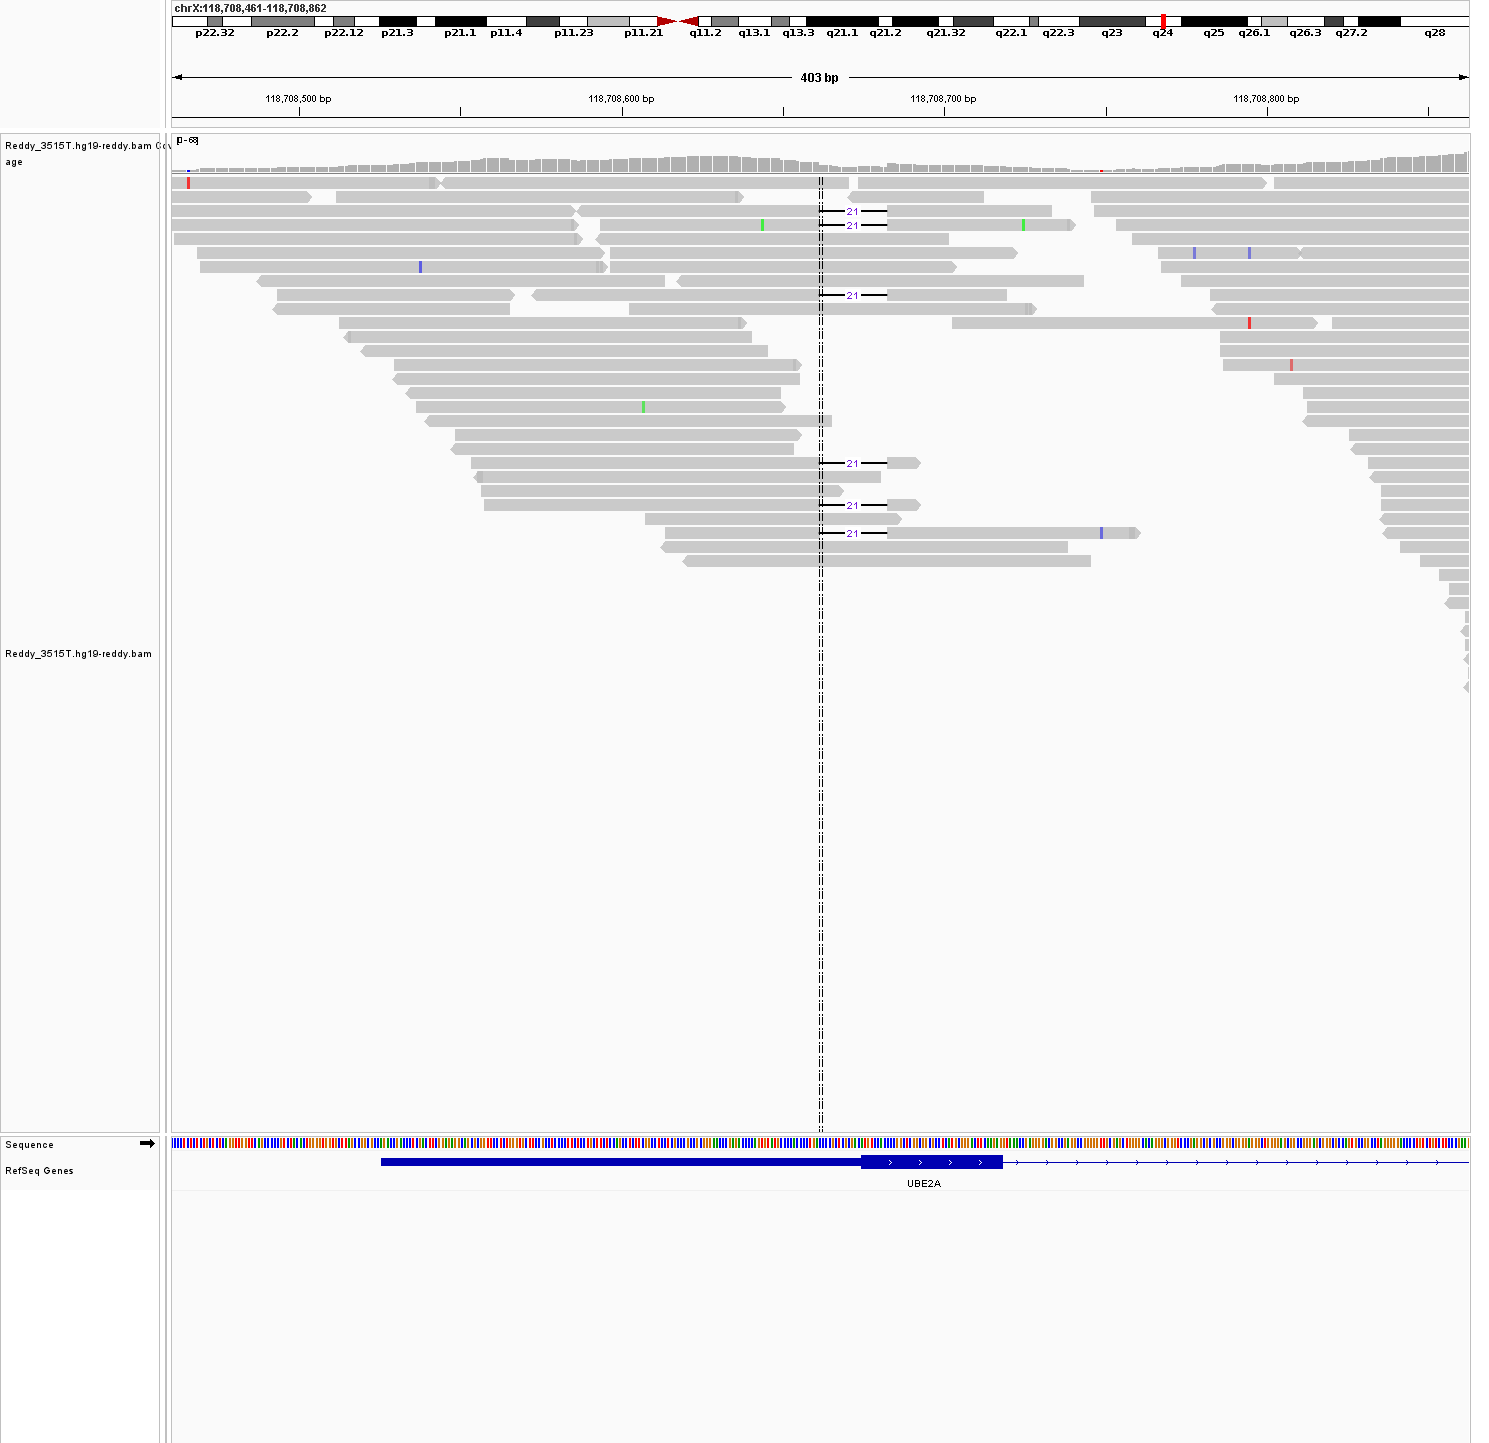 chrX:118,708,461-118,708,862
p22.32 p22.2 p22.12 p21.3 p21.1 p11.4 p11.23 p11.21 q11.2 q13.1 q13.3 q21.1 q21.2 q21.32 q22.1 q22.3 q23 q24 q25 q26.1 q26.3 q27.2 q28
403 bp
118,708,500 bp 118,708,600 bp 118,708,700 bp 118,708,800 bp
Reddy_3515T.hg19-reddy.bam Cov
age
[0 - 68]
21
21
21
21
21
21
Reddy_3515T.hg19-reddy.bam
Sequence
RefSeq Genes
UBE2A